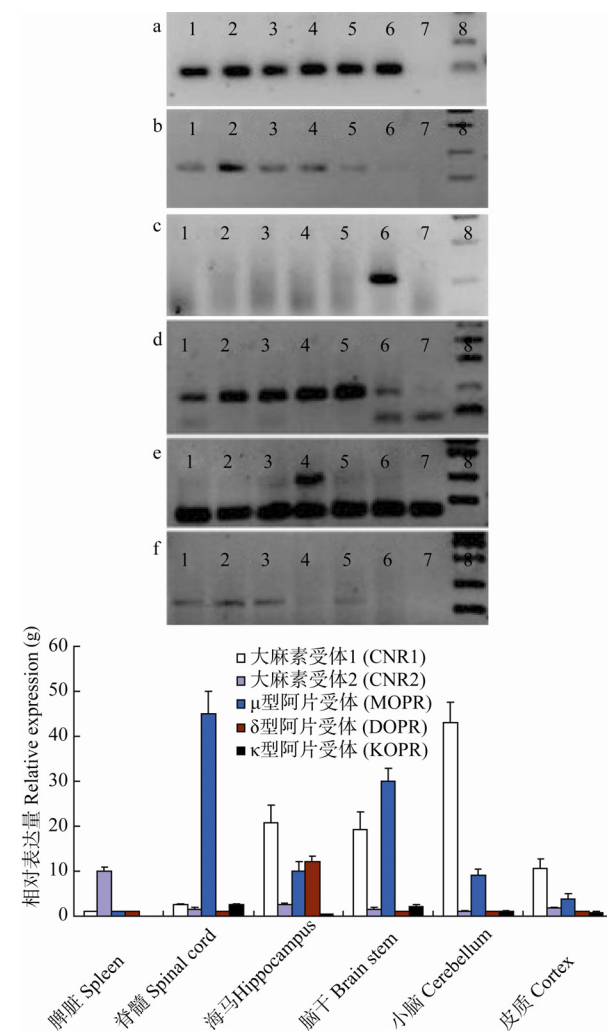 a
1 2 3 4 5 6 7 8
b
1 2 3 4 5 6 7 8
c
1 2 3 4 5 6 7 8
d
1 2 3 4 5 6 7 8
e
1 2 3 4 5 6 7 8
f
1 2 3 4 5 6 7 8
相对表达量 Relative expression (g)
60
50
40
30
20
10
0
大麻素受体1 (CNR1)
大麻素受体2 (CNR2)
μ型阿片受体 (MOPR)
δ型阿片受体 (DOPR)
κ型阿片受体 (KOPR)
脾脏 Spleen
脊髓 Spinal cord
海马Hippocampus
脑干 Brain stem
小脑 Cerebellum
皮质 Cortex